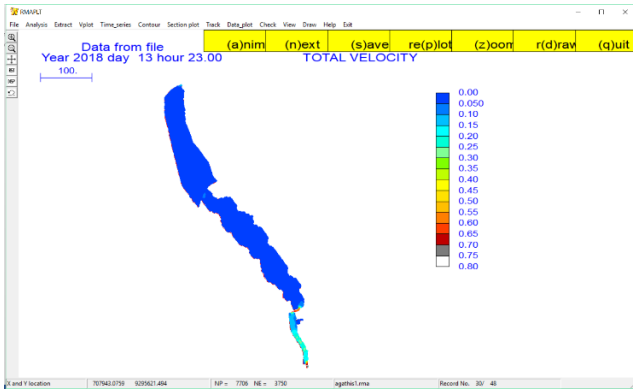 RMAPLT
File Analysis Extract Vplot Time_series Contour Section plot Track Data_plot Check View Draw Help Exit
Data from file
(a)nim (n)ext (s)ave re(p)lot (z)oom r(d)raw (q)uit
Year 2018 day 13 hour 23.00
TOTAL VELOCITY
100.
0.00
0.050
0.10
0.15
0.20
0.25
0.30
0.35
0.40
0.45
0.50
0.55
0.60
0.65
0.70
0.75
0.80
X and Y location 707943.0759 9295621.494 NP = 7706 NE = 3750 agathis1.rma Record No. 30/ 48